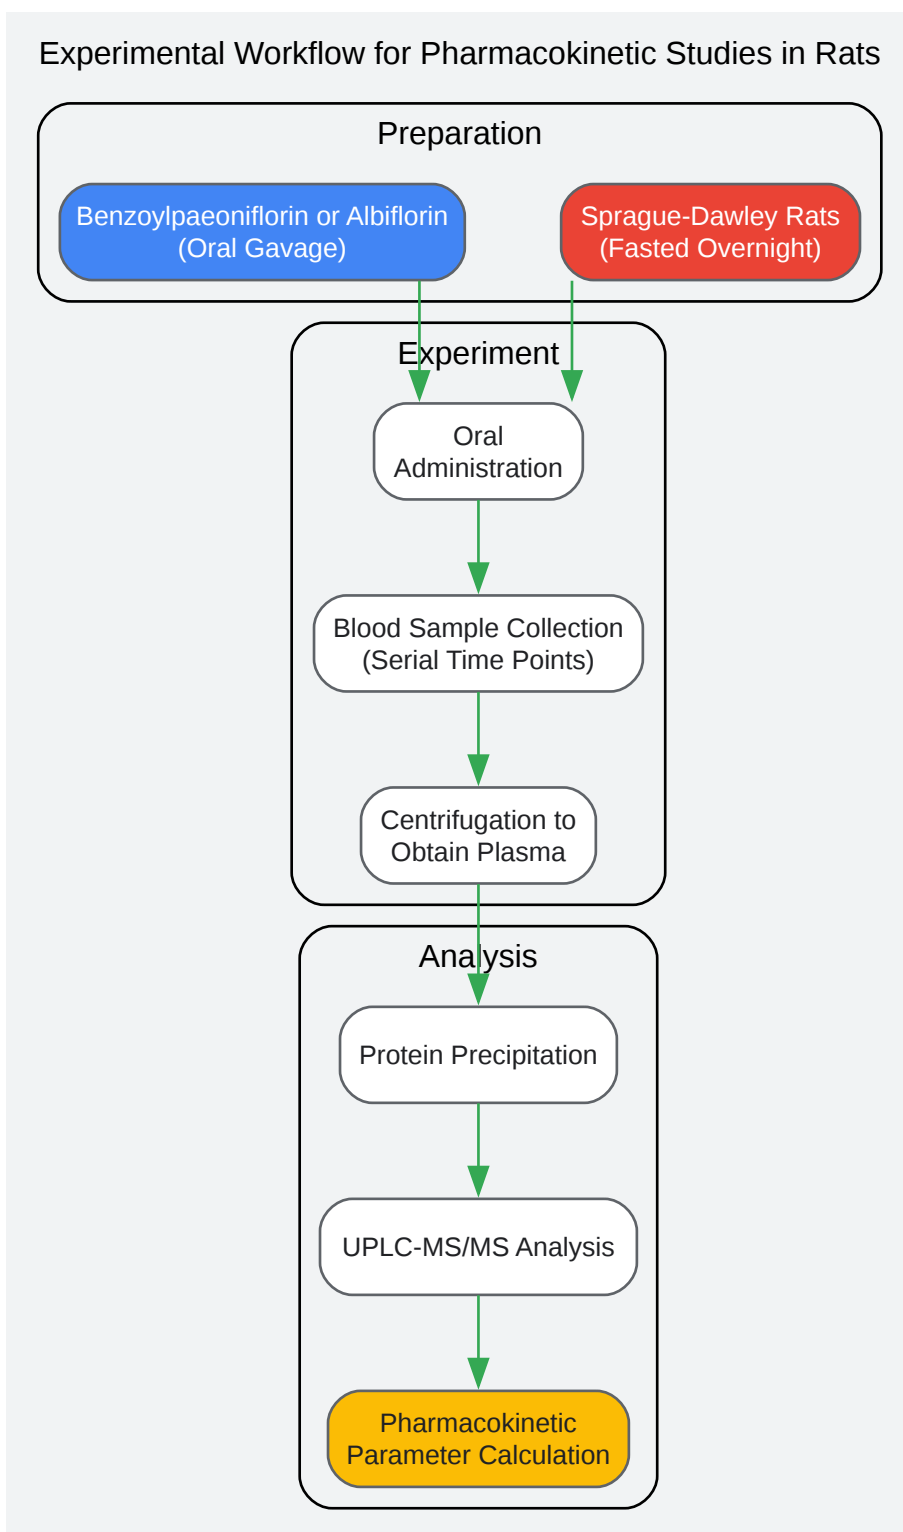 Experimental Workflow for Pharmacokinetic Studies in Rats
Preparation
Benzoylpaeoniflorin or Albiflorin
(Oral Gavage)
Sprague-Dawley Rats
(Fasted Overnight)
Experiment
Oral
Administration
Blood Sample Collection
(Serial Time Points)
Centrifugation to
Obtain Plasma
Analysis
Protein Precipitation
UPLC-MS/MS Analysis
Pharmacokinetic
Parameter Calculation